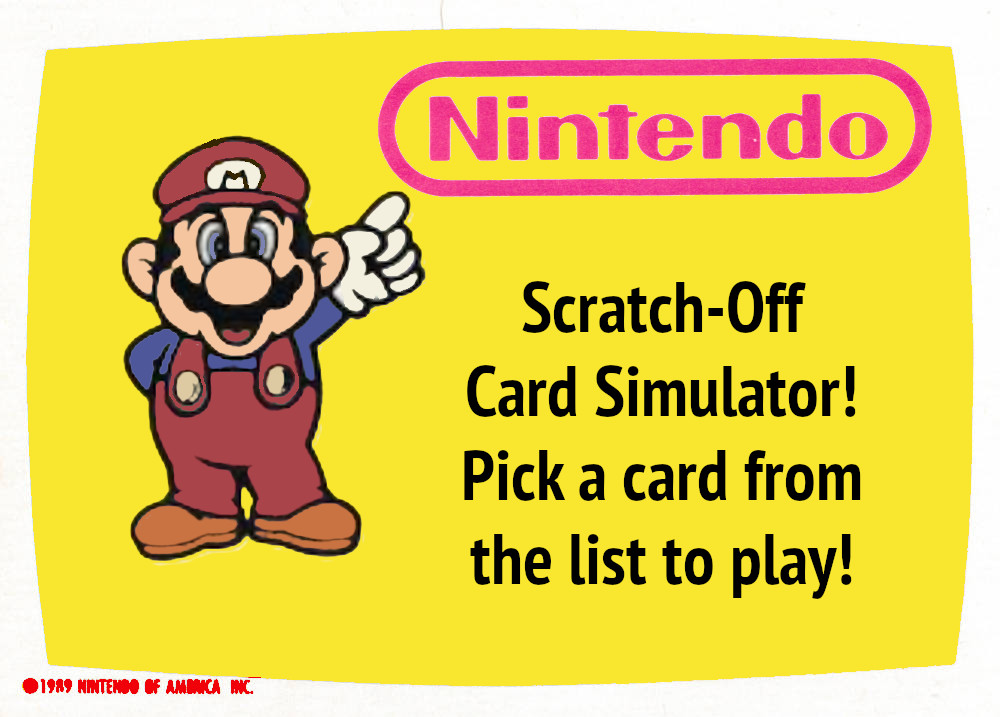 Nintendo
M
Scratch-Off
Card Simulator!
Pick a card from
the list to play!
©1989 NINTENDO OF AMERICA INC.